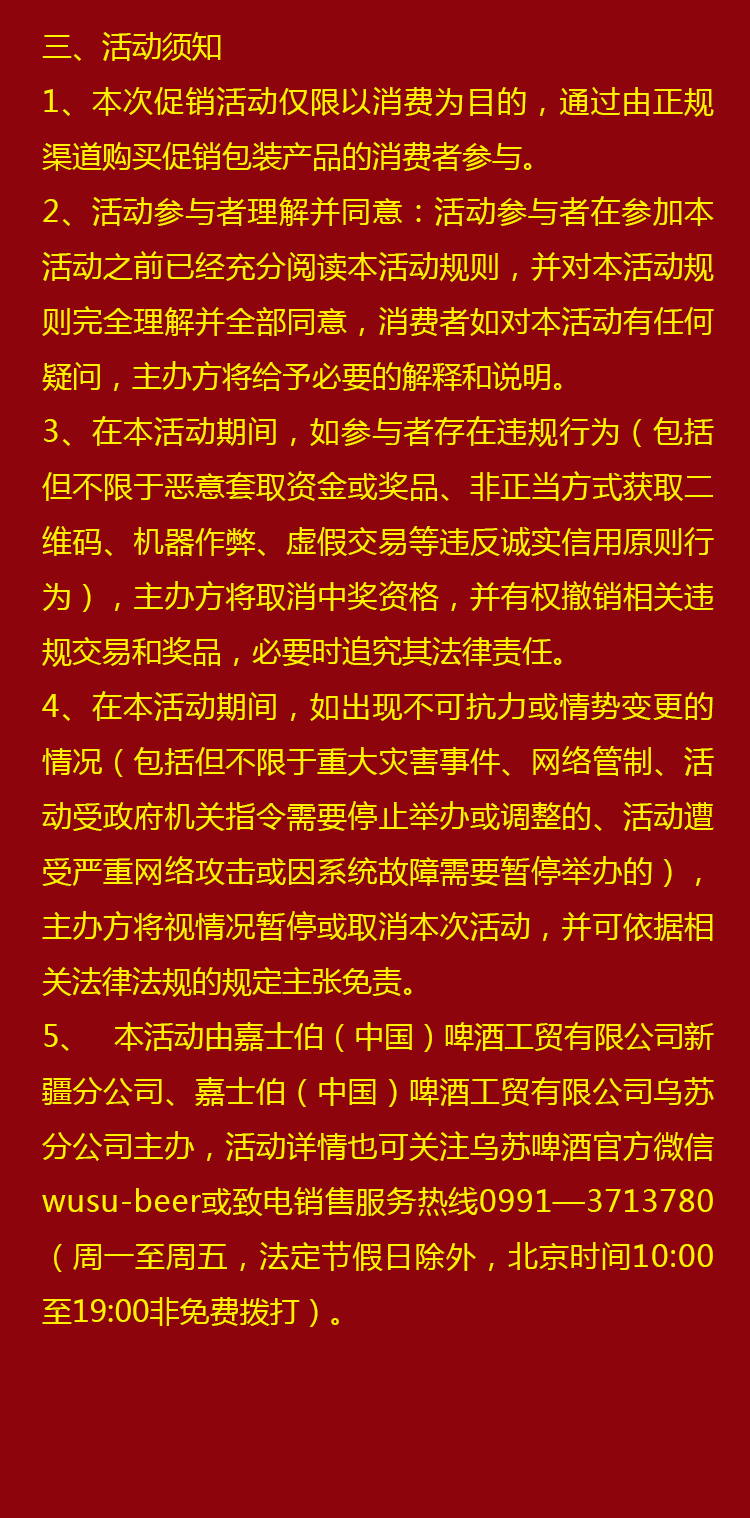 三、活动须知
1、本次促销活动仅限以消费为目的，通过由正规
渠道购买促销包装产品的消费者参与。
2、活动参与者理解并同意：活动参与者在参加本
活动之前已经充分阅读本活动规则，并对本活动规
则完全理解并全部同意，消费者如对本活动有任何
疑问，主办方将给予必要的解释和说明。
3、在本活动期间，如参与者存在违规行为（包括
但不限于恶意套取资金或奖品、非正当方式获取二
维码、机器作弊、虚假交易等违反诚实信用原则行
为），主办方将取消中奖资格，并有权撤销相关违
规交易和奖品，必要时追究其法律责任。
4、在本活动期间，如出现不可抗力或情势变更的
情况（包括但不限于重大灾害事件、网络管制、活
动受政府机关指令需要停止举办或调整的、活动遭
受严重网络攻击或因系统故障需要暂停举办的），
主办方将视情况暂停或取消本次活动，并可依据相
关法律法规的规定主张免责。
5、 本活动由嘉士伯（中国）啤酒工贸有限公司新
疆分公司、嘉士伯（中国）啤酒工贸有限公司乌苏
分公司主办，活动详情也可关注乌苏啤酒官方微信
wusu-beer或致电销售服务热线0991—3713780
（周一至周五，法定节假日除外，北京时间10:00
至19:00非免费拨打）。